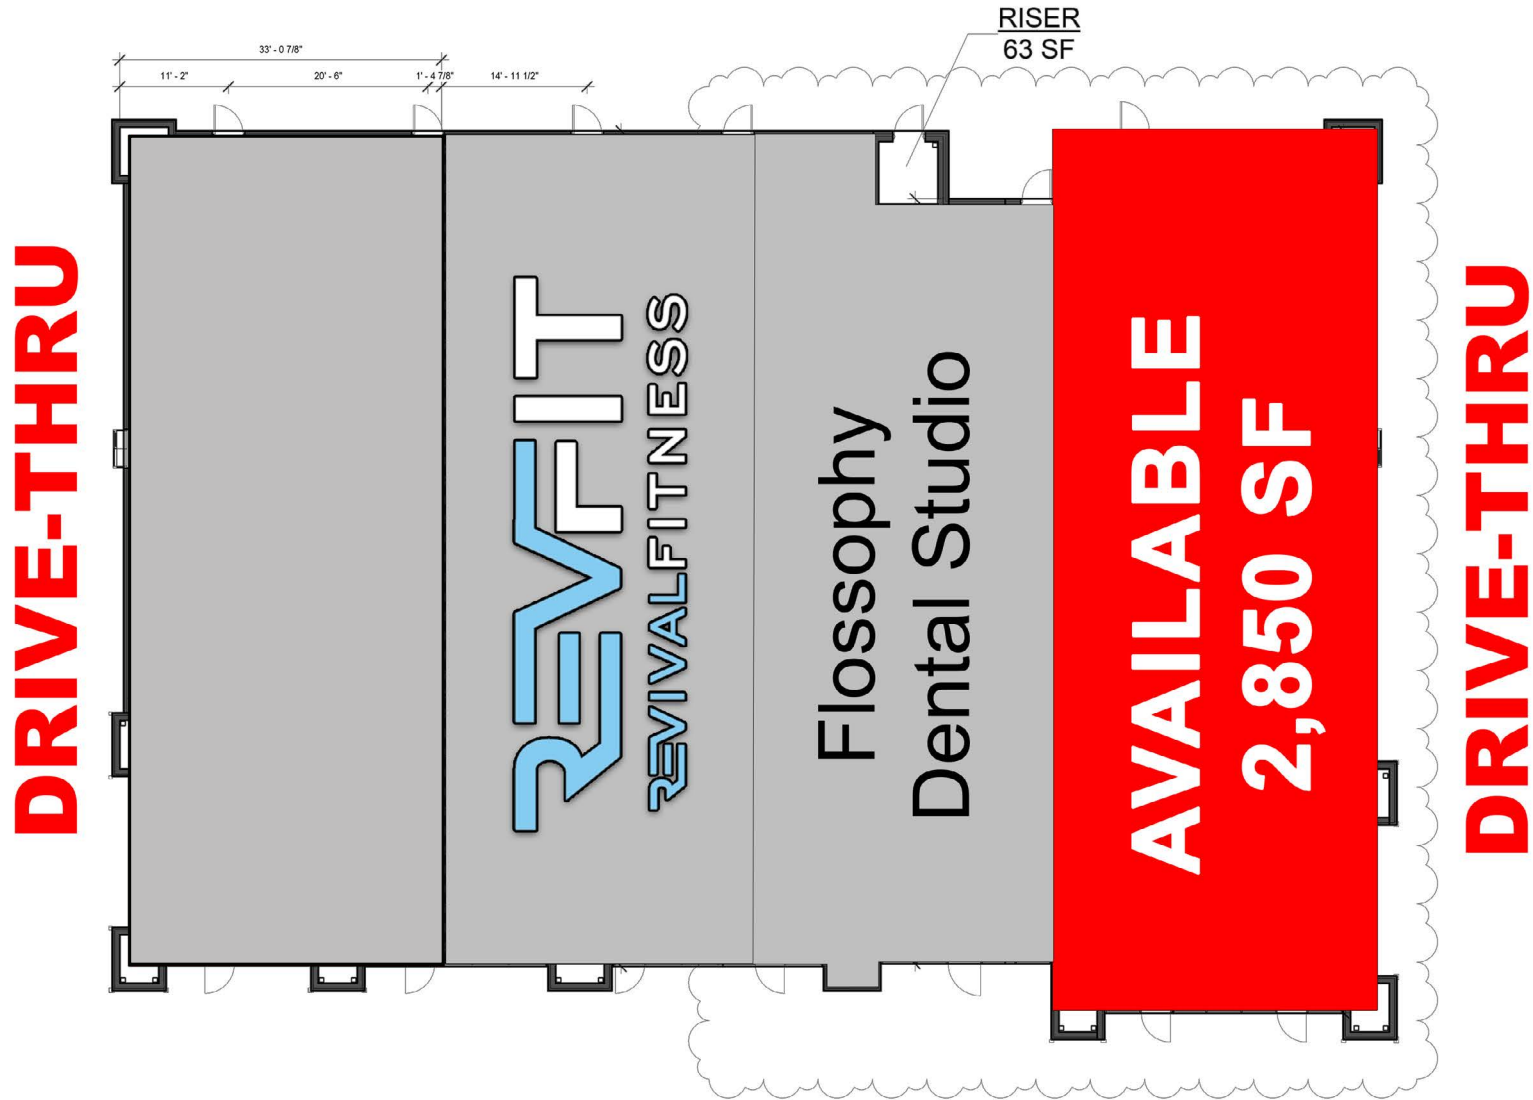 RISER
63 SF
33' - 0 7/8"
11' - 2"
20' - 6"
1' - 4 7/8"
14' - 11 1/2"
DRIVE-THRU
REVFIT
REVIVALFITNESS
Flossophy
Dental Studio
AVAILABLE
2,850 SF
DRIVE-THRU